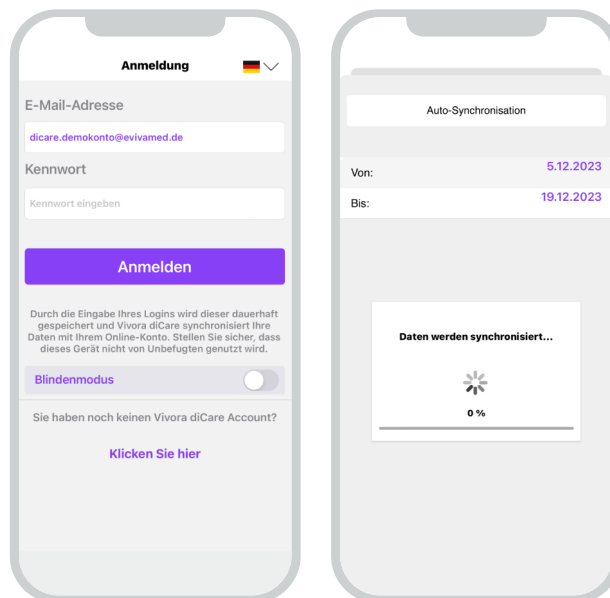 Anmeldung
E-Mail-Adresse
dicare.demokonto@evivamed.de
Kennwort
Kennwort eingeben
Anmelden
Durch die Eingabe Ihres Logins wird dieser dauerhaft
gespeichert und Vivora diCare synchronisiert Ihre
Daten mit Ihrem Online-Konto. Stellen Sie sicher, dass
dieses Gerät nicht von Unbefugten genutzt wird.
Blindenmodus
Sie haben noch keinen Vivora diCare Account?
Klicken Sie hier
Auto-Synchronisation
Von: 5.12.2023
Bis: 19.12.2023
Daten werden synchronisiert...
0 %